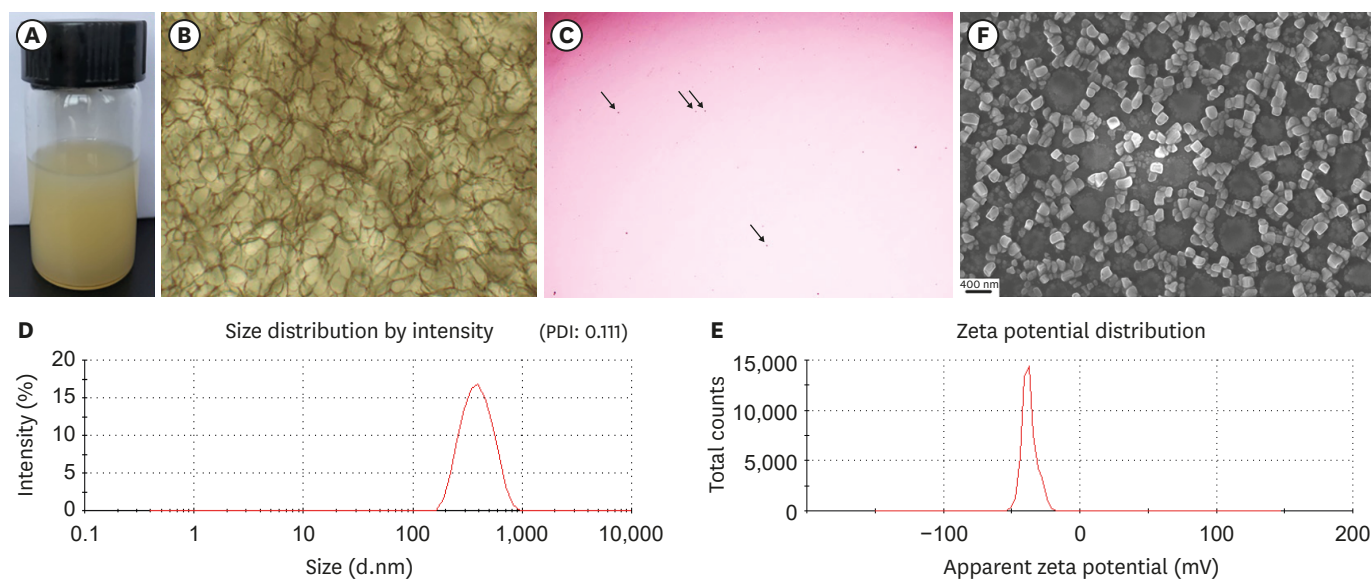 A
B
C
F
400 nm
D Size distribution by intensity (PDI: 0.111)
Intensity (%)
20
15
10
5
0
0.1 1 10 100 1,000 10,000
Size (d.nm)
E Zeta potential distribution
Total counts
15,000
10,000
5,000
0
−100 0 100 200
Apparent zeta potential (mV)